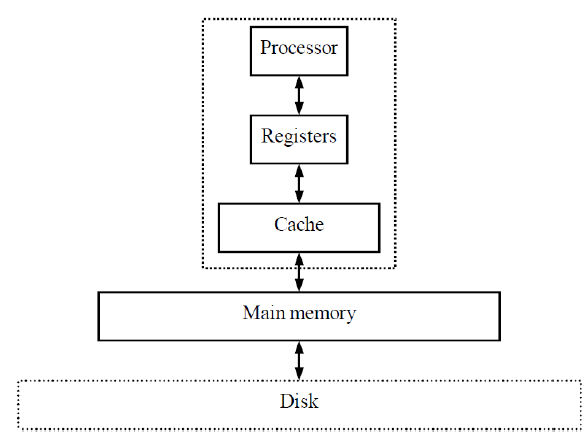 Processor
Registers
Cache
Main memory
Disk